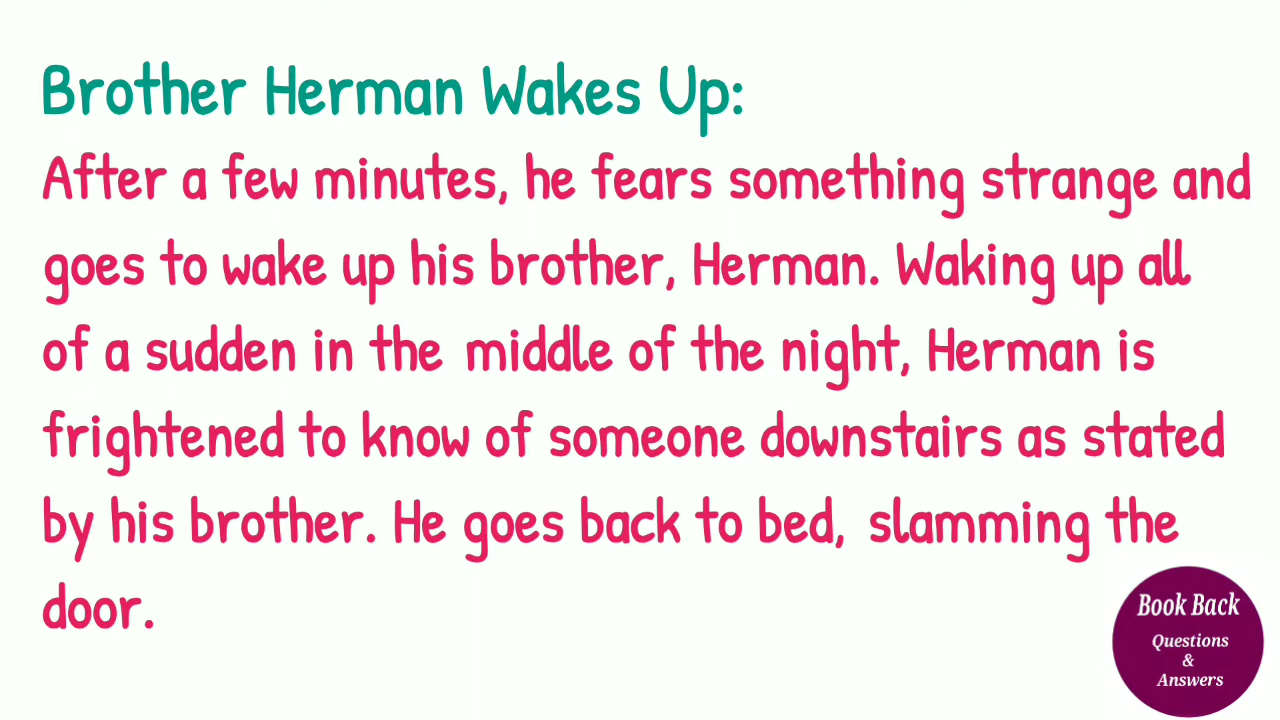 Brother Herman Wakes Up:
After a few minutes, he fears something strange and
goes to wake up his brother, Herman. Waking up all
of a sudden in the middle of the night, Herman is
frightened to know of someone downstairs as stated
by his brother. He goes back to bed, slamming the
door.
Book Back
Questions
&
Answers